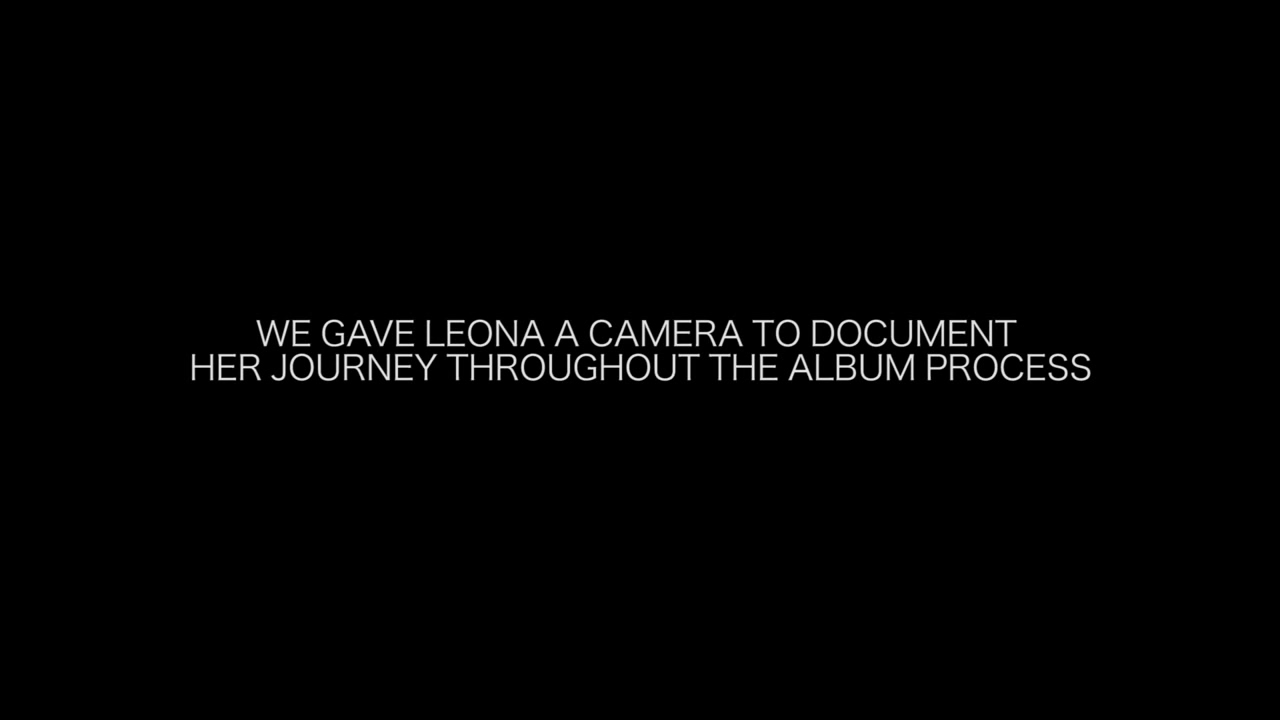 WE GAVE LEONA A CAMERA TO DOCUMENT
HER JOURNEY THROUGHOUT THE ALBUM PROCESS